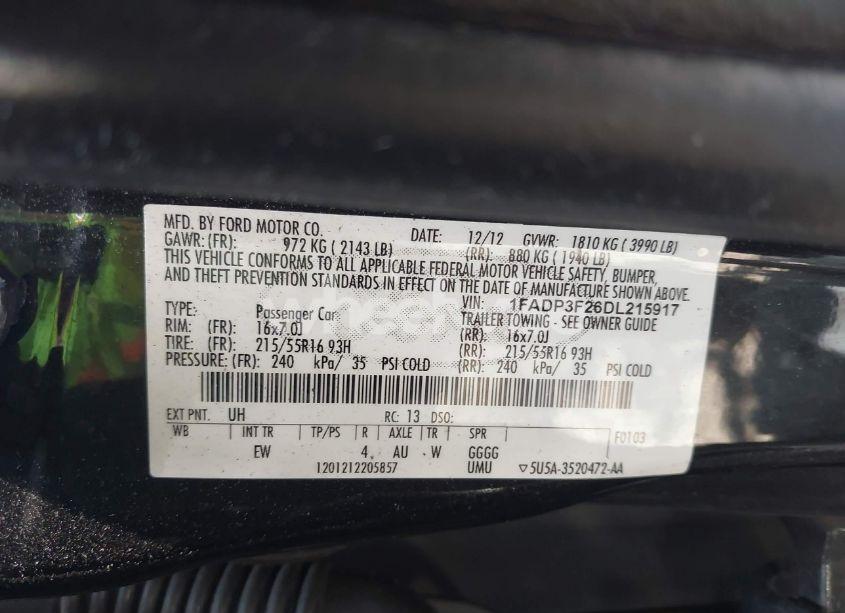 MFD. BY FORD MOTOR CO. DATE: 12/12 GVWR: 1810 KG ( 3990 LB)
GAWR: (FR): 972 KG ( 2143 LB) (RR): 880 KG ( 1940 LB)
THIS VEHICLE CONFORMS TO ALL APPLICABLE FEDERAL MOTOR VEHICLE SAFETY, BUMPER,
AND THEFT PREVENTION STANDARDS IN EFFECT ON THE DATE OF MANUFACTURE SHOWN ABOVE.
VIN: 1FADP3F26DL215917
TYPE: Passenger Car TRAILER TOWING - SEE OWNER GUIDE
RIM: (FR): 16x7.0J (RR): 16x7.0J
TIRE: (FR): 215/55R16 93H (RR): 215/55R16 93H
PRESSURE: (FR): 240 kPa/ 35 PSI COLD (RR): 240 kPa/ 35 PSI COLD
EXT PNT. UH RC: 13 DSO: F0103
WB INT TR TP/PS R AXLE TR SPR
EW 4 AU W GGGG
1201212205857 UMU ▽5U5A-3520472-AA